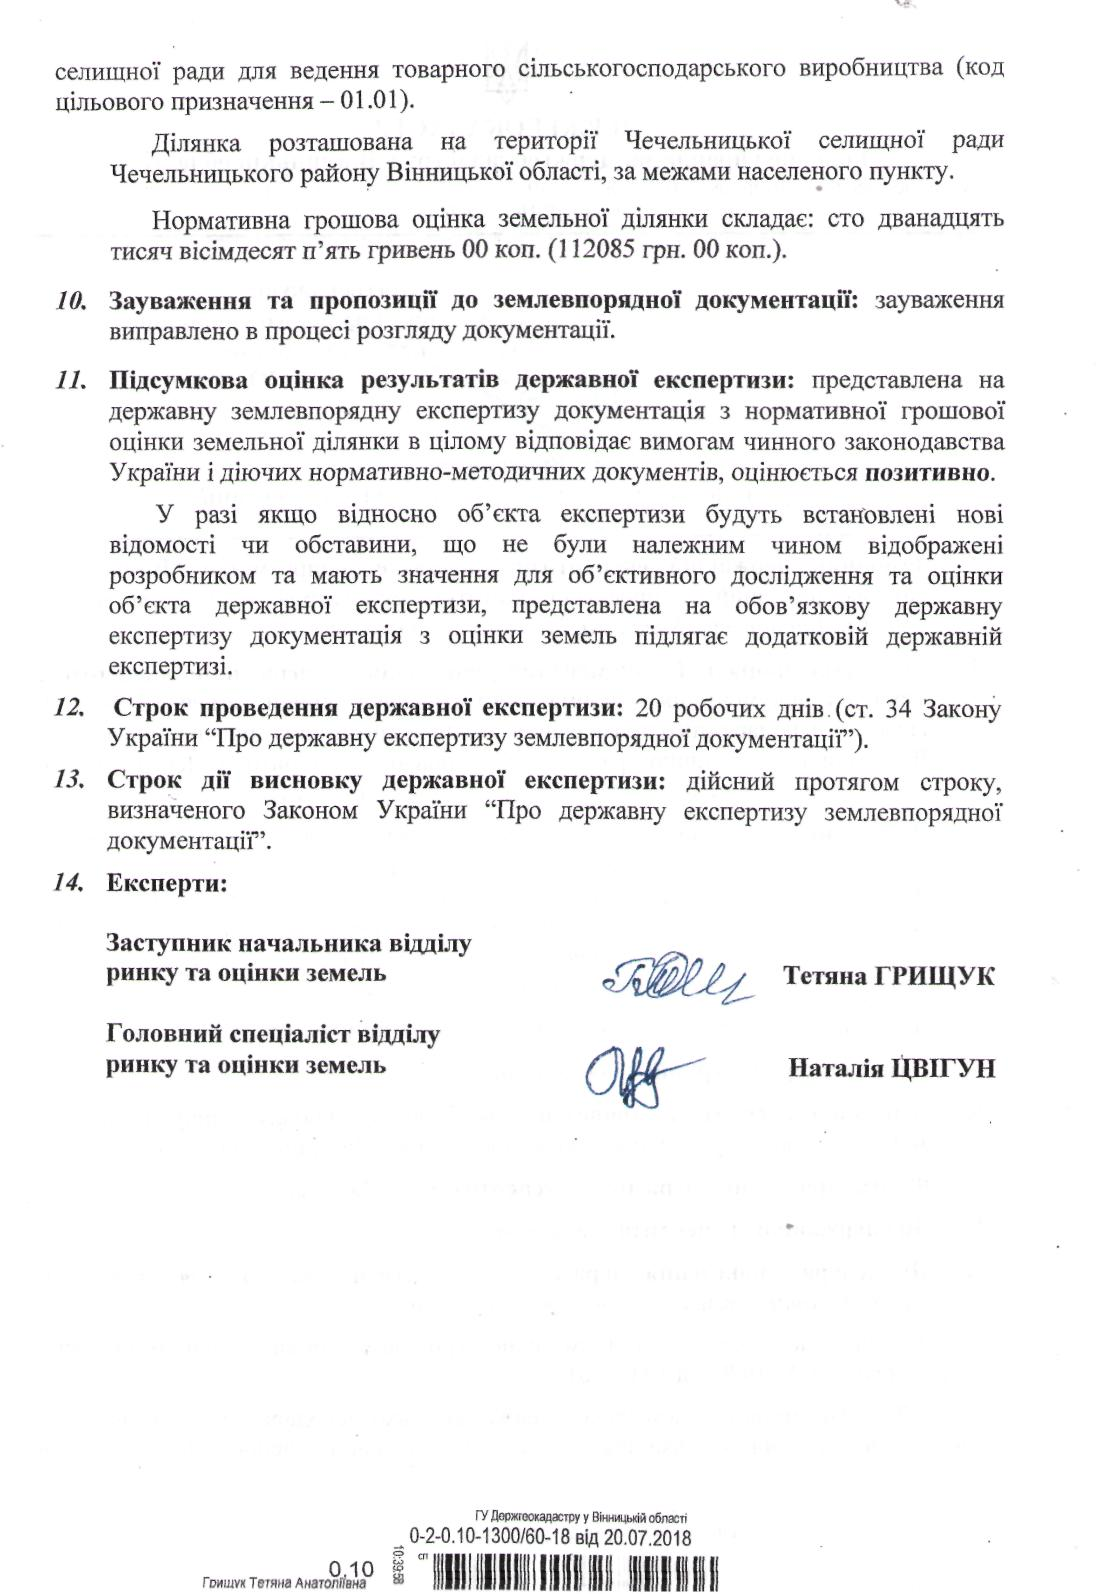 селищної ради для ведення товарного сільськогосподарського виробництва (код
цільового призначення – 01.01).
Ділянка розташована на території Чечельницької селищної ради
Чечельницького району Вінницької області, за межами населеного пункту.
Нормативна грошова оцінка земельної ділянки складає: сто дванадцять
тисяч вісімдесят п’ять гривень 00 коп. (112085 грн. 00 коп.).
10. Зауваження та пропозиції до землевпорядної документації: зауваження
виправлено в процесі розгляду документації.
11. Підсумкова оцінка результатів державної експертизи: представлена на
державну землевпорядну експертизу документація з нормативної грошової
оцінки земельної ділянки в цілому відповідає вимогам чинного законодавства
України і діючих нормативно-методичних документів, оцінюється позитивно.
У разі якщо відносно об’єкта експертизи будуть встановлені нові
відомості чи обставини, що не були належним чином відображені
розробником та мають значення для об’єктивного дослідження та оцінки
об’єкта державної експертизи, представлена на обов’язкову державну
експертизу документація з оцінки земель підлягає додатковій державній
експертизі.
12. Строк проведення державної експертизи: 20 робочих днів (ст. 34 Закону
України “Про державну експертизу землевпорядної документації”).
13. Строк дії висновку державної експертизи: дійсний протягом строку,
визначеного Законом України “Про державну експертизу землевпорядної
документації”.
14. Експерти:
Заступник начальника відділу
ринку та оцінки земель Тетяна ГРИЩУК
Головний спеціаліст відділу
ринку та оцінки земель Наталія ЦВІГУН
ГУ Держгеокадастру у Вінницькій області
0-2-0.10-1300/60-18 від 20.07.2018
10:39:58
сп
0.10
Грищук Тетяна Анатоліївна